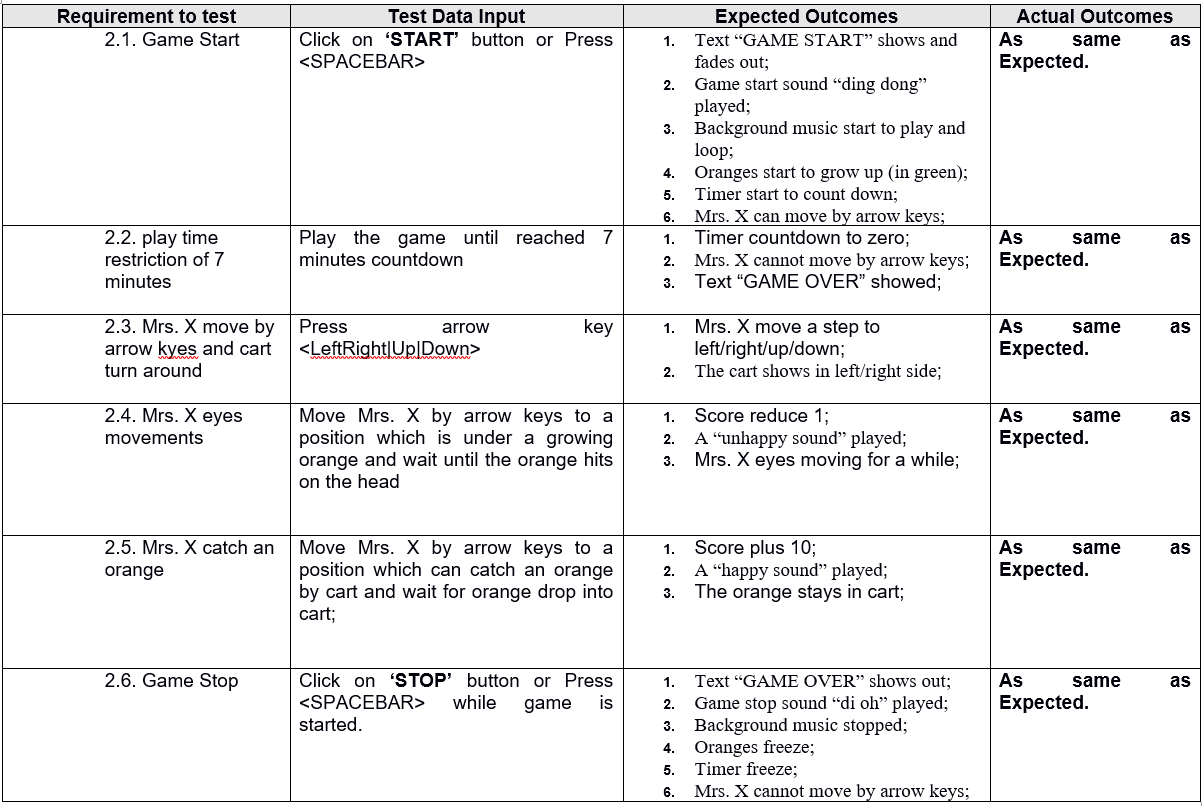 Requirement to test Test Data Input Expected Outcomes Actual Outcomes
2.1. Game Start
Click on ‘START’ button or Press
<SPACEBAR>
1. Text “GAME START” shows and
fades out;
2. Game start sound “ding dong”
played;
3. Background music start to play and
loop;
4. Oranges start to grow up (in green);
5. Timer start to count down;
6. Mrs. X can move by arrow keys;
As same as
Expected.
2.2. play time
restriction of 7
minutes
Play the game until reached 7
minutes countdown
1. Timer countdown to zero;
2. Mrs. X cannot move by arrow keys;
3. Text “GAME OVER” showed;
As same as
Expected.
2.3. Mrs. X move by
arrow kyes and cart
turn around
Press arrow key
<LeftRight|Up|Down>
1. Mrs. X move a step to
left/right/up/down;
2. The cart shows in left/right side;
As same as
Expected.
2.4. Mrs. X eyes
movements
Move Mrs. X by arrow keys to a
position which is under a growing
orange and wait until the orange hits
on the head
1. Score reduce 1;
2. A “unhappy sound” played;
3. Mrs. X eyes moving for a while;
As same as
Expected.
2.5. Mrs. X catch an
orange
Move Mrs. X by arrow keys to a
position which can catch an orange
by cart and wait for orange drop into
cart;
1. Score plus 10;
2. A “happy sound” played;
3. The orange stays in cart;
As same as
Expected.
2.6. Game Stop
Click on ‘STOP’ button or Press
<SPACEBAR> while game is
started.
1. Text “GAME OVER” shows out;
2. Game stop sound “di oh” played;
3. Background music stopped;
4. Oranges freeze;
5. Timer freeze;
6. Mrs. X cannot move by arrow keys;
As same as
Expected.